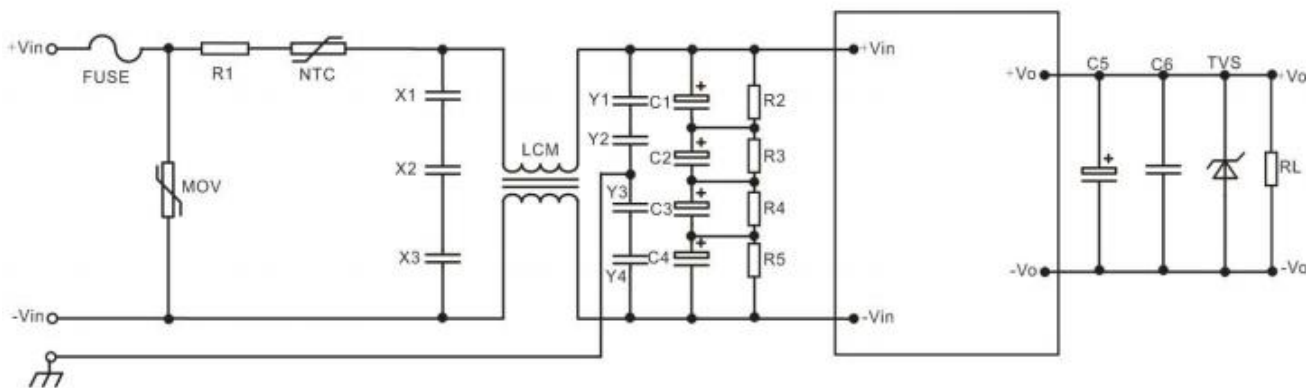 +Vin
FUSE
R1
NTC
MOV
X1
X2
X3
LCM
Y1
Y2
Y3
Y4
C1
+
C2
+
C3
+
C4
+
R2
R3
R4
R5
+Vin
-Vin
+Vo
-Vo
C5
+
C6
TVS
RL
+Vo
-Vo
-Vin